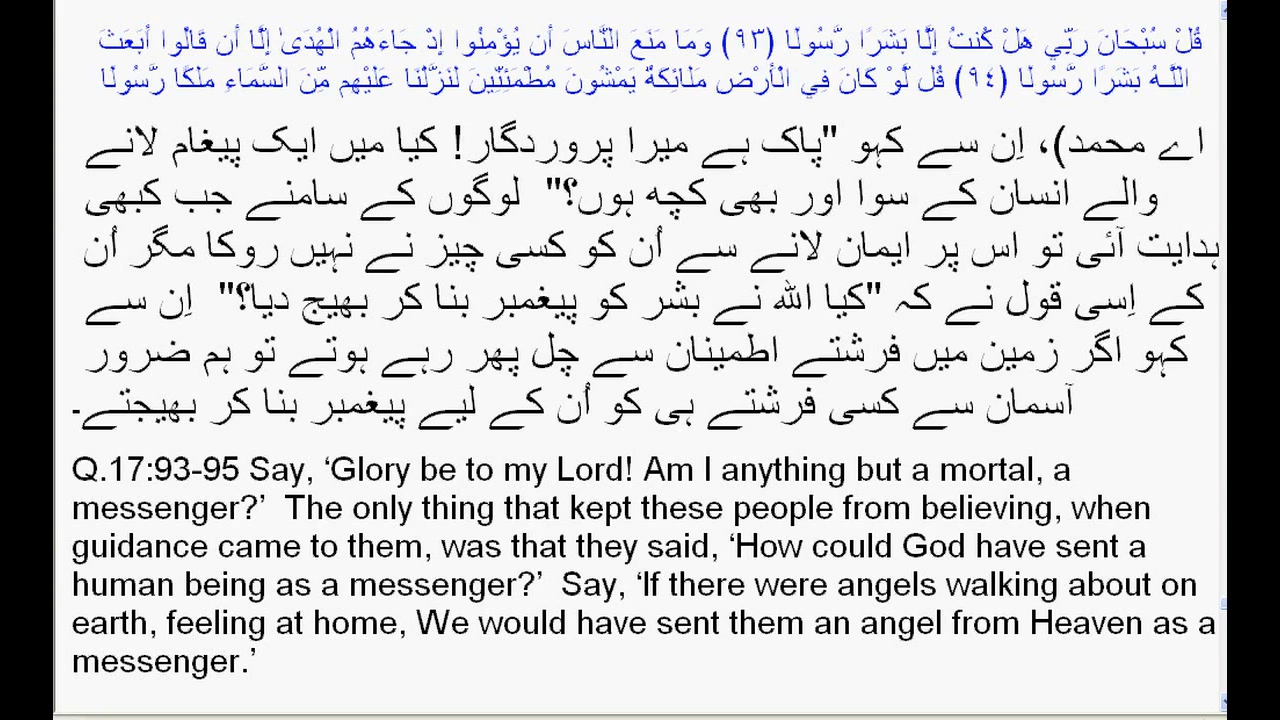 قُلْ سُبْحَانَ رَبِّي هَلْ كُنتُ إِلَّا بَشَرًا رَّسُولًا (٩٣) وَمَا مَنَعَ النَّاسَ أَن يُؤْمِنُوا إِذْ جَاءَهُمُ الْهُدَىٰ إِلَّا أَن قَالُوا أَبَعَثَ
اللَّـهُ بَشَرًا رَّسُولًا (٩٤) قُل لَّوْ كَانَ فِي الْأَرْضِ مَلَائِكَةٌ يَمْشُونَ مُطْمَئِنِّينَ لَنَزَّلْنَا عَلَيْهِم مِّنَ السَّمَاءِ مَلَكًا رَّسُولًا
اے محمد)، اِن سے کہو "پاک ہے میرا پروردگار! کیا میں ایک پیغام لانے
والے انسان کے سوا اور بھی کچھ ہوں؟" لوگوں کے سامنے جب کبھی
ہدایت آئی تو اس پر ایمان لانے سے اُن کو کسی چیز نے نہیں روکا مگر اُن
کے اِسی قول نے کہ "کیا اللہ نے بشر کو پیغمبر بنا کر بھیج دیا؟" اِن سے
کہو اگر زمین میں فرشتے اطمینان سے چل پھر رہے ہوتے تو ہم ضرور
آسمان سے کسی فرشتے ہی کو اُن کے لیے پیغمبر بنا کر بھیجتے۔
Q.17:93-95 Say, ‘Glory be to my Lord! Am I anything but a mortal, a
messenger?’ The only thing that kept these people from believing, when
guidance came to them, was that they said, ‘How could God have sent a
human being as a messenger?’ Say, ‘If there were angels walking about on
earth, feeling at home, We would have sent them an angel from Heaven as a
messenger.’